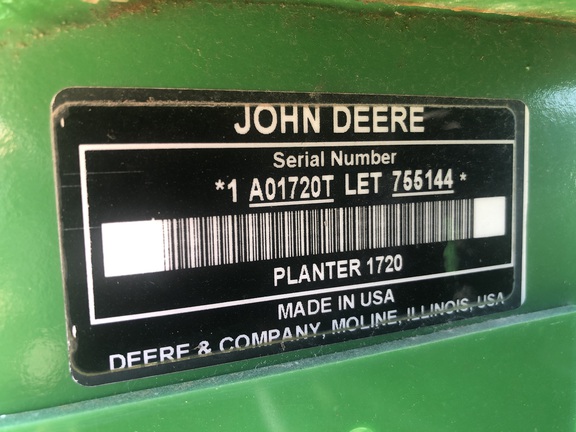 JOHN DEERE
Serial Number
*1 A01720T LET 755144 *
PLANTER 1720
MADE IN USA
DEERE & COMPANY, MOLINE, ILLINOIS, USA